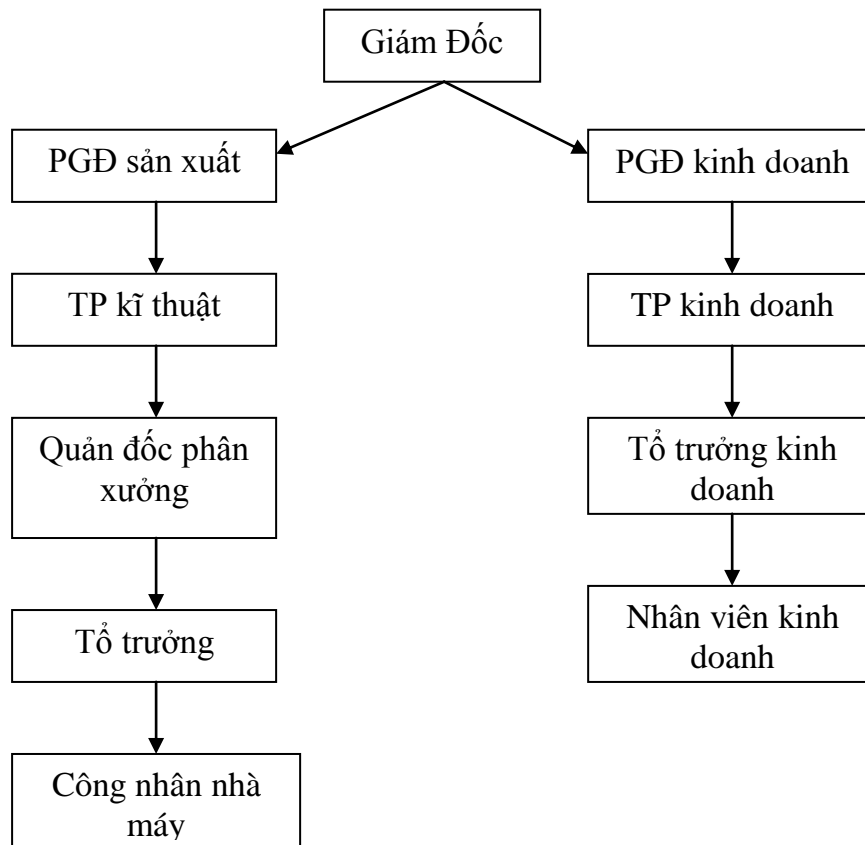 Giám Đốc
PGĐ sản xuất
PGĐ kinh doanh
TP kĩ thuật
TP kinh doanh
Quản đốc phân
xưởng
Tổ trưởng kinh
doanh
Tổ trưởng
Nhân viên kinh
doanh
Công nhân nhà
máy